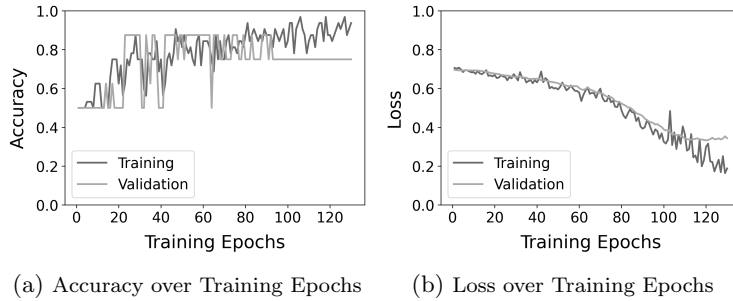 1.0
0.8
0.6
0.4
0.2
0.0
Accuracy
Training
Validation
0 20 40 60 80 100 120
Training Epochs
(a) Accuracy over Training Epochs
1.0
0.8
0.6
0.4
0.2
0.0
Loss
Training
Validation
0 20 40 60 80 100 120
Training Epochs
(b) Loss over Training Epochs